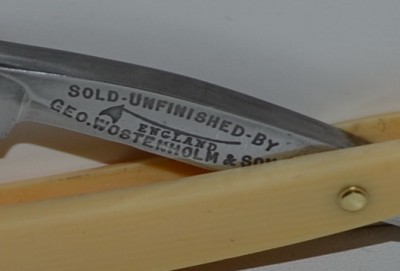 SOLD-UNFINISHED-BY
ENGLAND
GEO. WOSTENHOLM & SON